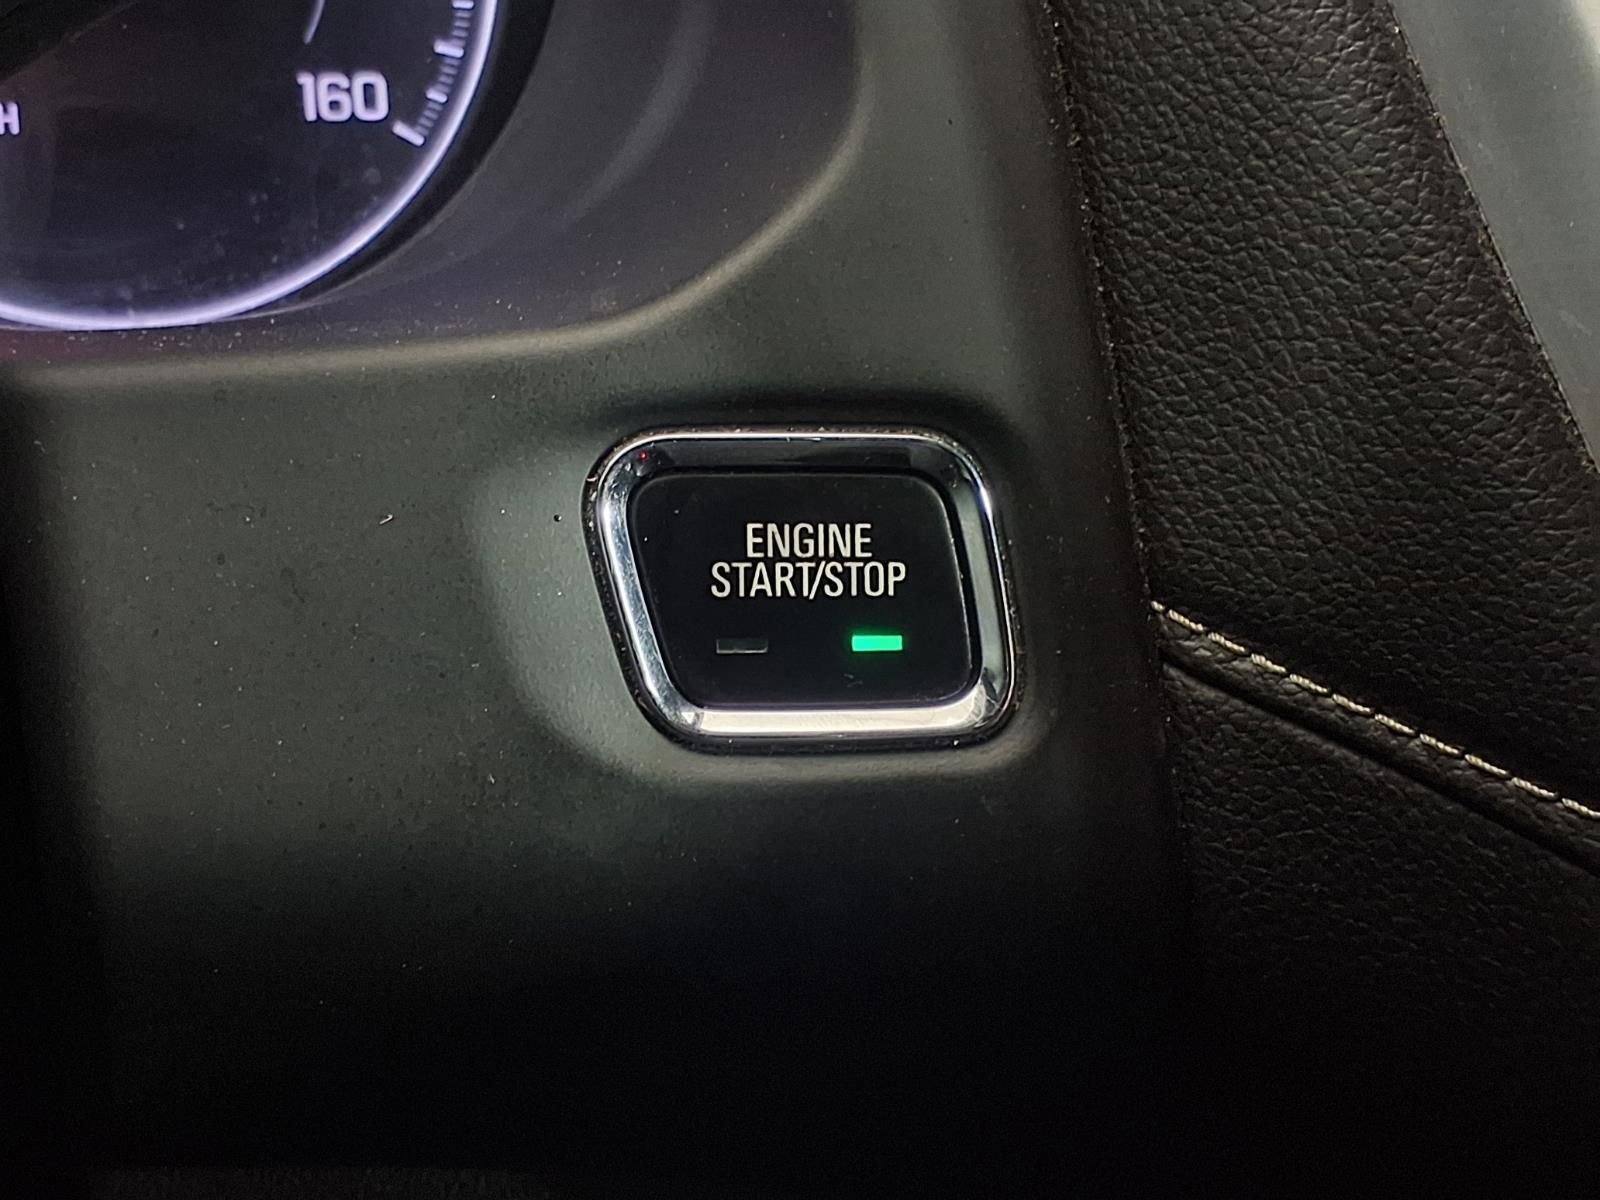 160
H
ENGINE
START/STOP